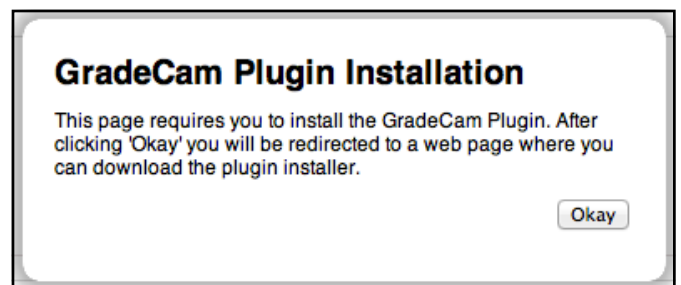 GradeCam Plugin Installation
This page requires you to install the GradeCam Plugin. After
clicking 'Okay' you will be redirected to a web page where you
can download the plugin installer.
Okay